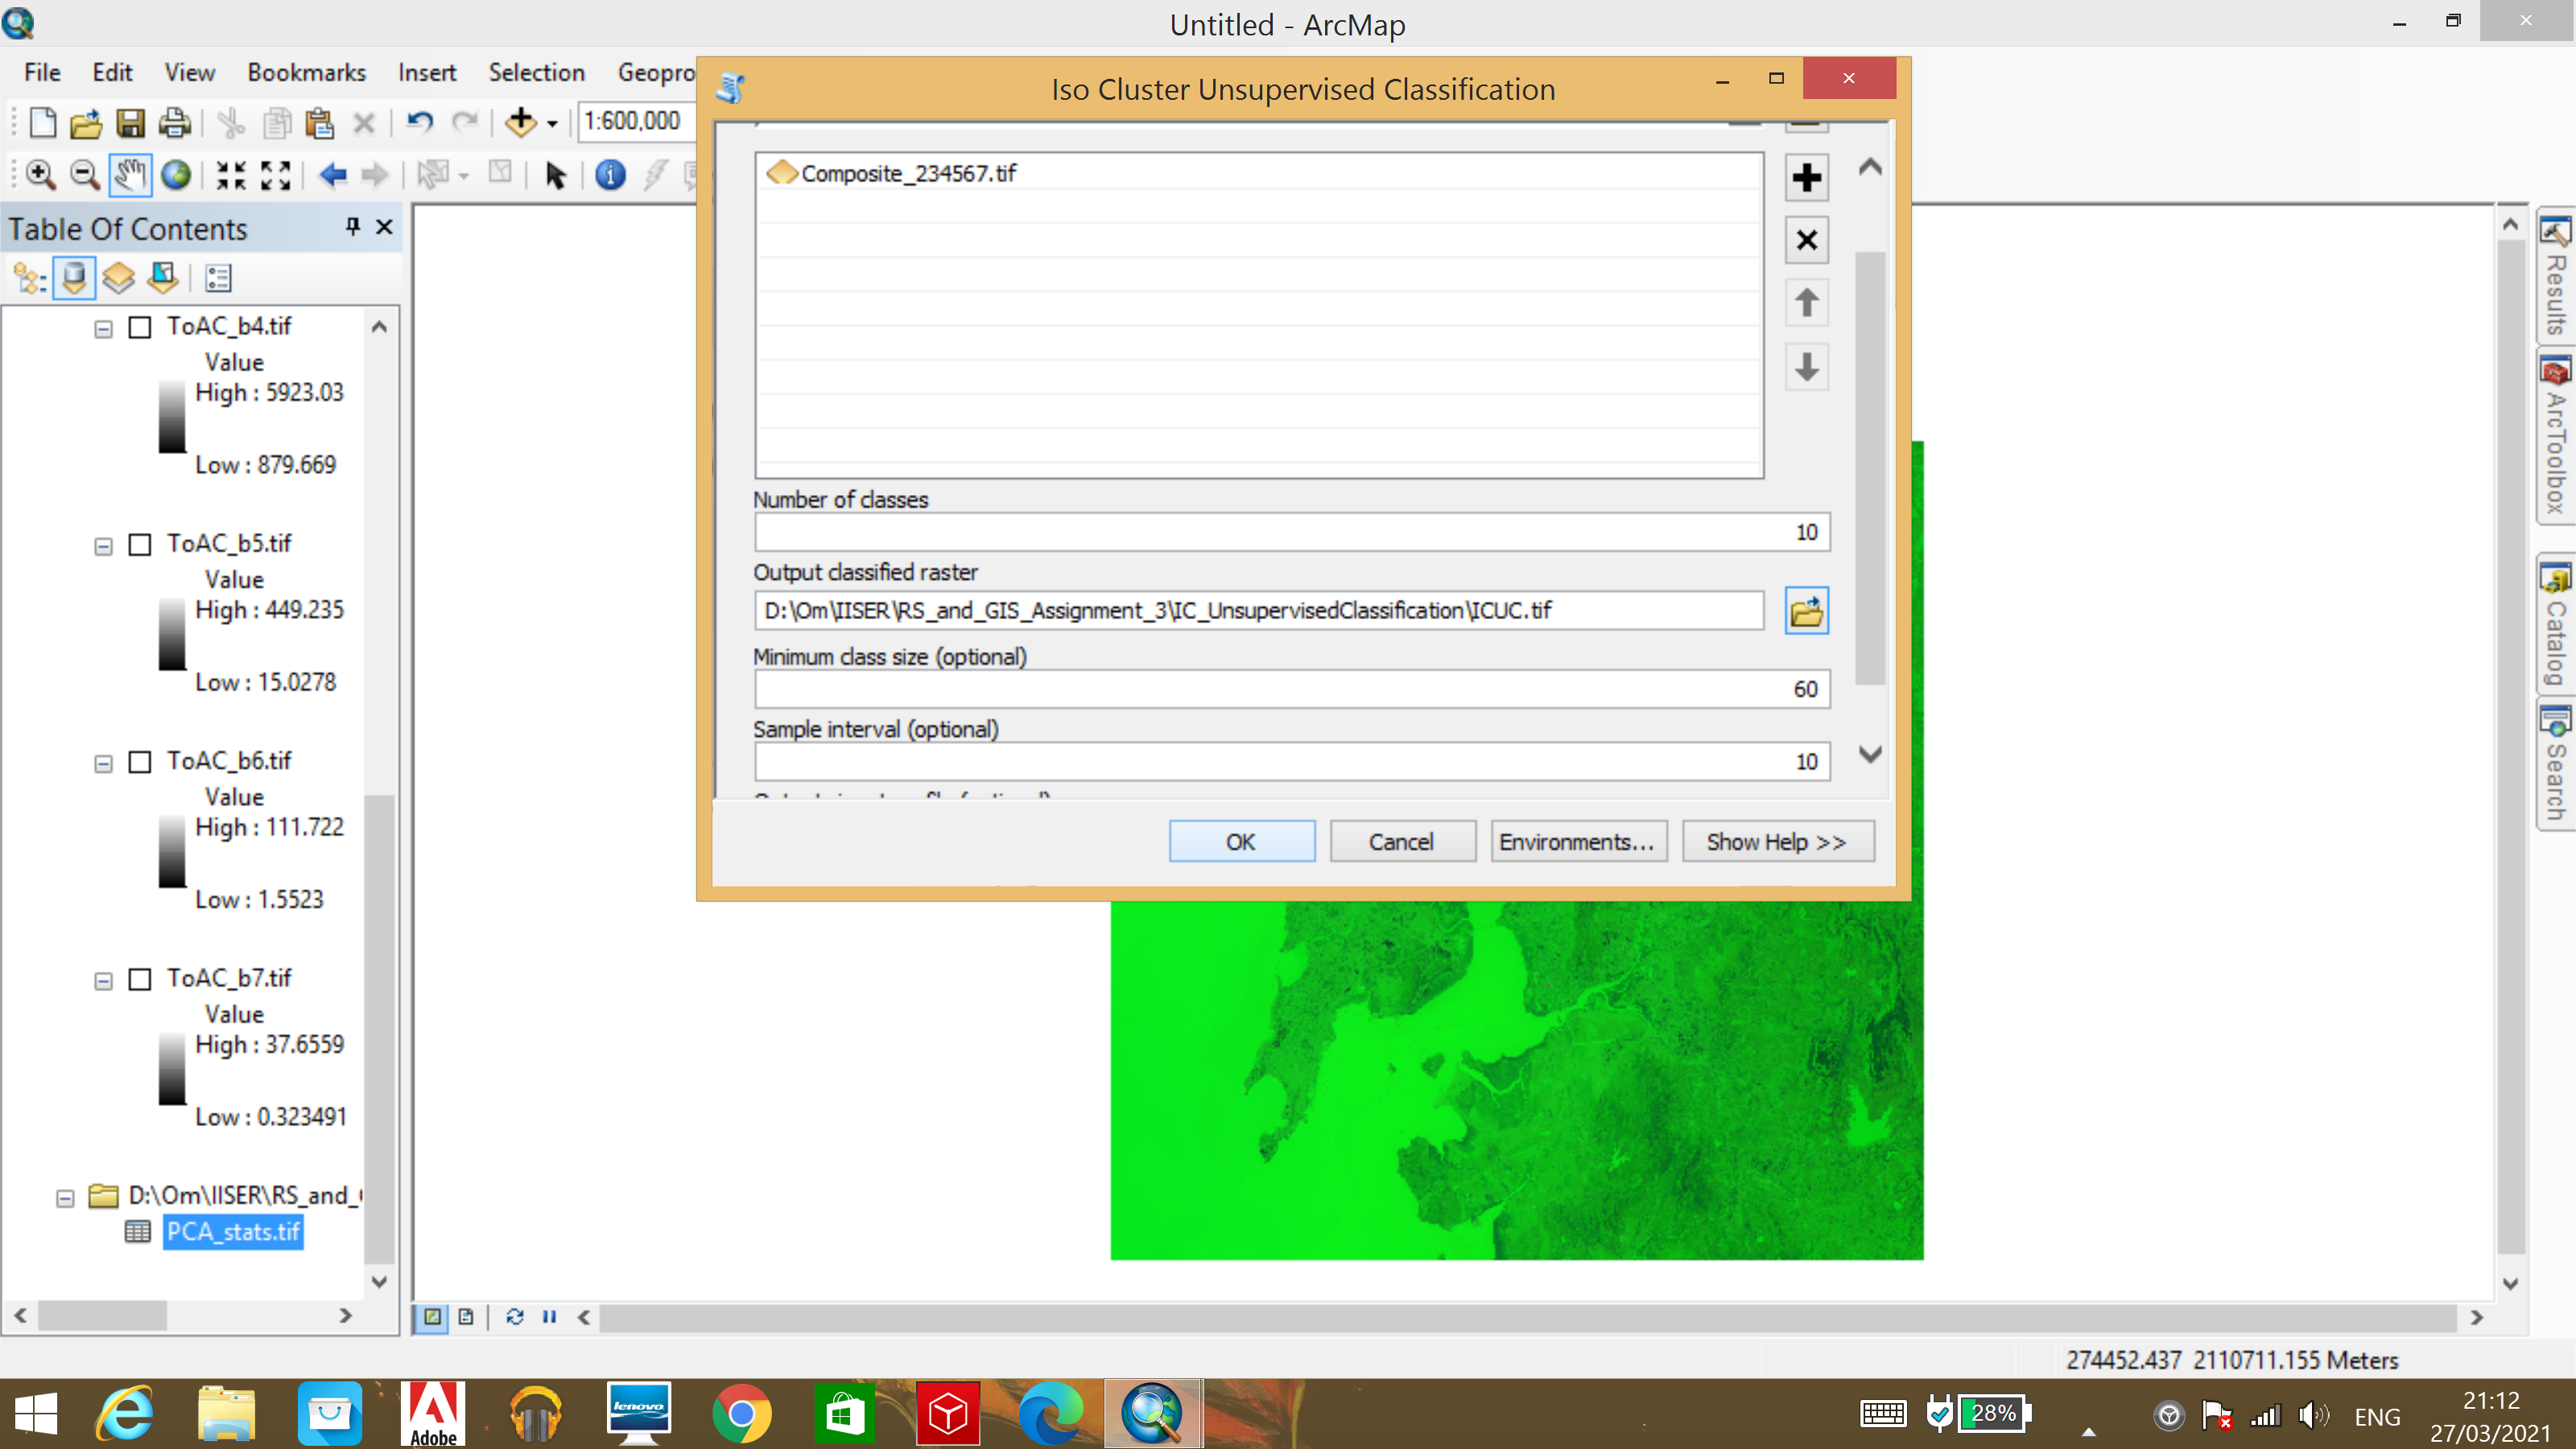 Untitled - ArcMap
File Edit View Bookmarks Insert Selection Geopro
1:600,000
Table Of Contents
ToAC_b4.tif
Value
High : 5923.03
Low : 879.669
ToAC_b5.tif
Value
High : 449.235
Low : 15.0278
ToAC_b6.tif
Value
High : 111.722
Low : 1.5523
ToAC_b7.tif
Value
High : 37.6559
Low : 0.323491
D:\Om\IISER\RS_and_
PCA_stats.tif
Iso Cluster Unsupervised Classification
Composite_234567.tif
Number of classes
10
Output classified raster
D:\Om\IISER\RS_and_GIS_Assignment_3\IC_UnsupervisedClassification\ICUC.tif
Minimum class size (optional)
60
Sample interval (optional)
10
OK Cancel Environments... Show Help >>
Results
ArcToolbox
Catalog
Search
274452.437 2110711.155 Meters
Adobe
lenovo
28%
ENG
21:12
27/03/2021